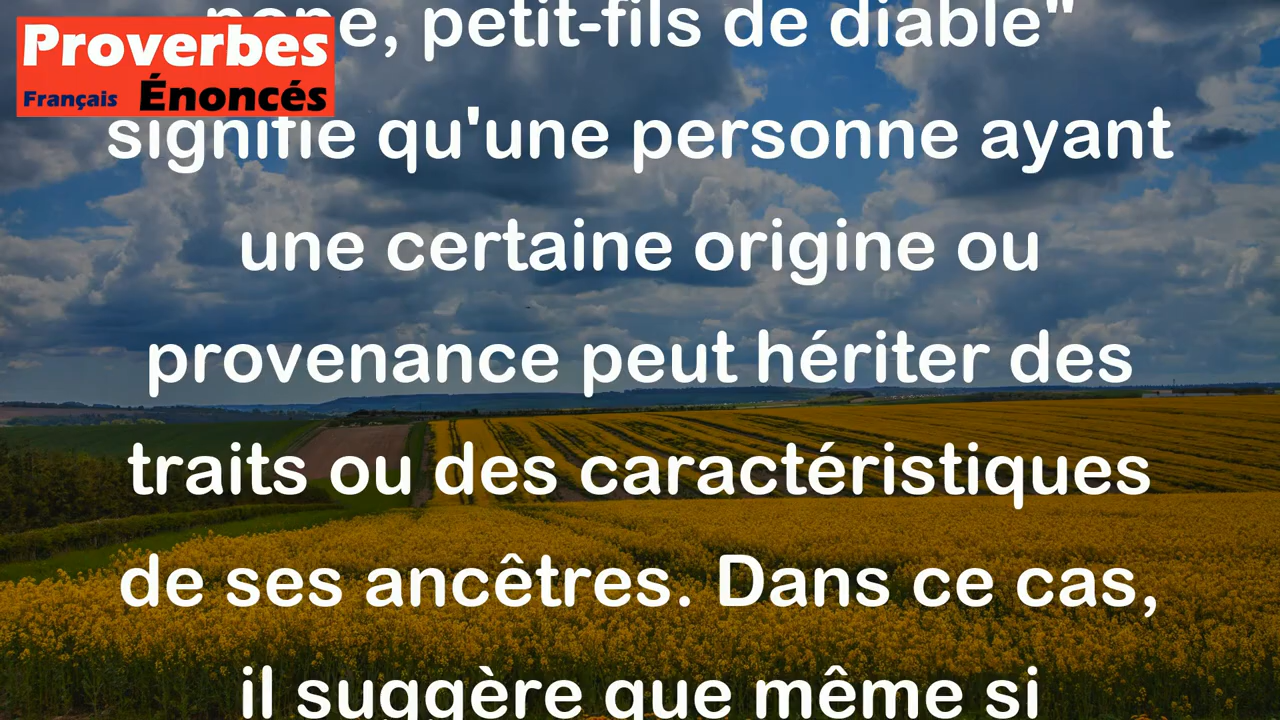 Proverbes
Français Énoncés
pope, petit-fils de diable"
signifie qu'une personne ayant
une certaine origine ou
provenance peut hériter des
traits ou des caractéristiques
de ses ancêtres. Dans ce cas,
il suggère que même si